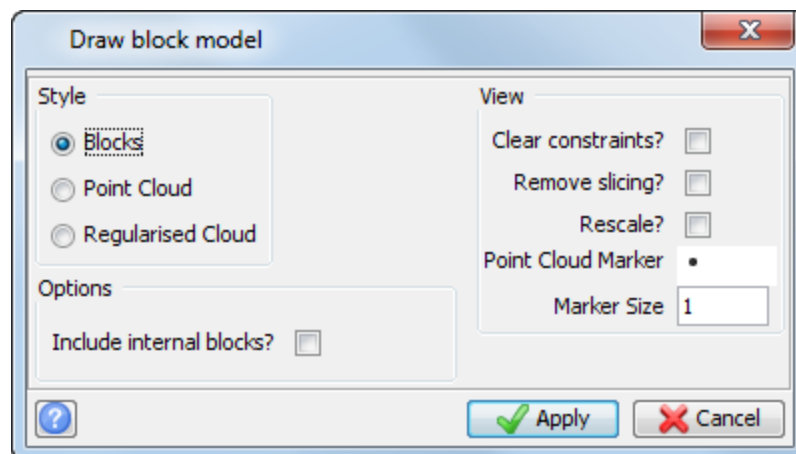 Draw block model
Style
Blocks
Point Cloud
Regularised Cloud
Options
Include internal blocks?
View
Clear constraints?
Remove slicing?
Rescale?
Point Cloud Marker
Marker Size 1
Apply
Cancel